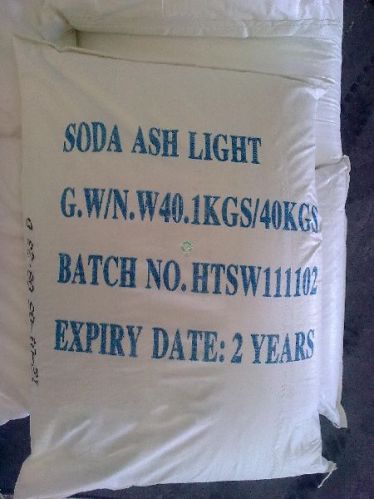 SODA ASH LIGHT
G.W/N.W40.1KGS/40KGS
BATCH NO.HTSW111102
EXPIRY DATE: 2 YEARS